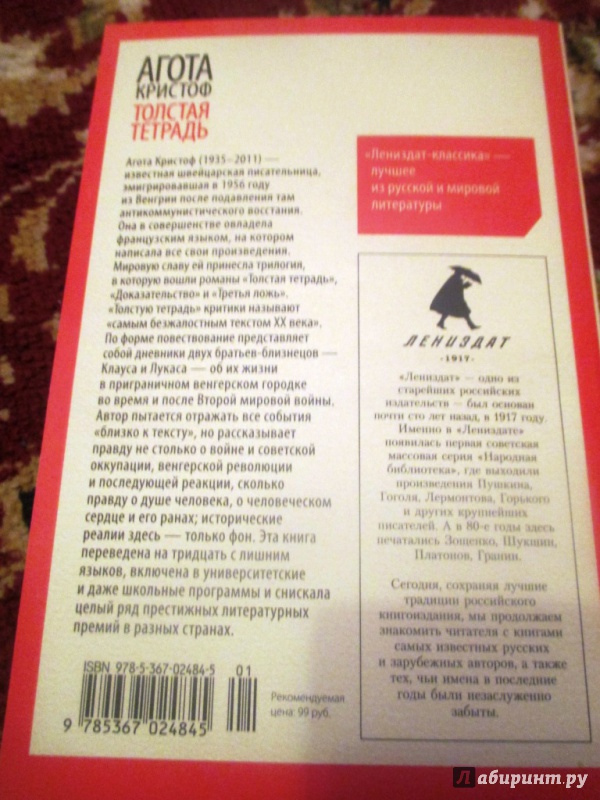 АГОТА
КРИСТОФ
ТОЛСТАЯ
ТЕТРАДЬ
Агота Кристоф (1935–2011) —
известная швейцарская писательница,
эмигрировавшая в 1956 году
из Венгрии после подавления там
антикоммунистического восстания.
Она в совершенстве овладела
французским языком, на котором
написала все свои произведения.
Мировую славу ей принесла трилогия,
в которую вошли романы «Толстая тетрадь»,
«Доказательство» и «Третья ложь».
«Толстую тетрадь» критики называют
«самым безжалостным текстом XX века».
По форме повествование представляет
собой дневники двух братьев-близнецов —
Клауса и Лукаса — об их жизни
в приграничном венгерском городке
во время и после Второй мировой войны.
Автор пытается отражать все события
«близко к тексту», но рассказывает
правду не столько о войне и советской
оккупации, венгерской революции
и последующей реакции, сколько
правду о душе человека, о человеческом
сердце и его ранах; исторические
реалии здесь — только фон. Эта книга
переведена на тридцать с лишним
языков, включена в университетские
и даже школьные программы и снискала
целый ряд престижных литературных
премий в разных странах.
ISBN 978-5-367-02484-5
01
9 785367 024845
Рекомендуемая
цена: 99 руб.
«Лениздат-классика» —
лучшее
из русской и мировой
литературы
ЛЕНИЗДАТ
·1917·
«Лениздат» — одно из
старейших российских
издательств — был основан
почти сто лет назад, в 1917 году.
Именно в «Лениздате»
появилась первая советская
массовая серия «Народная
библиотека», где выходили
произведения Пушкина,
Гоголя, Лермонтова, Горького
и других крупнейших
писателей. А в 80-е годы здесь
печатались Зощенко, Шукшин,
Платонов, Гранин.
Сегодня, сохраняя лучшие
традиции российского
книгоиздания, мы продолжаем
знакомить читателя с книгами
самых известных русских
и зарубежных авторов, а также
тех, чьи имена в последние
годы были незаслуженно
забыты.
Лабиринт.ру